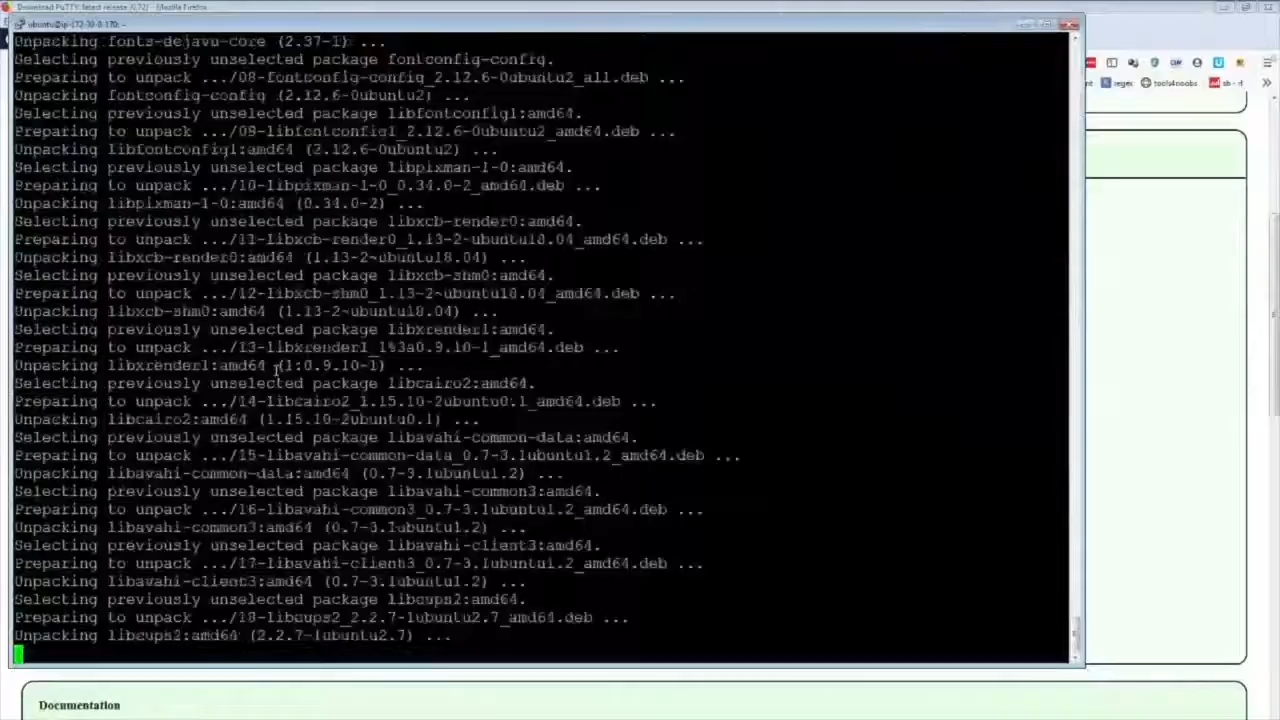 Download PuTTY: latest release (0.72) - Mozilla Firefox
ubuntu@ip-172-30-0-170: ~
Unpacking fonts-dejavu-core (2.37-1) ...
Selecting previously unselected package fontconfig-config.
Preparing to unpack .../08-fontconfig-config_2.12.6-0ubuntu2_all.deb ...
Unpacking fontconfig-config (2.12.6-0ubuntu2) ...
Selecting previously unselected package libfontconfig1:amd64.
Preparing to unpack .../09-libfontconfig1_2.12.6-0ubuntu2_amd64.deb ...
Unpacking libfontconfig1:amd64 (2.12.6-0ubuntu2) ...
Selecting previously unselected package libpixman-1-0:amd64.
Preparing to unpack .../10-libpixman-1-0_0.34.0-2_amd64.deb ...
Unpacking libpixman-1-0:amd64 (0.34.0-2) ...
Selecting previously unselected package libxcb-render0:amd64.
Preparing to unpack .../11-libxcb-render0_1.13-2~ubuntu18.04_amd64.deb ...
Unpacking libxcb-render0:amd64 (1.13-2~ubuntu18.04) ...
Selecting previously unselected package libxcb-shm0:amd64.
Preparing to unpack .../12-libxcb-shm0_1.13-2~ubuntu18.04_amd64.deb ...
Unpacking libxcb-shm0:amd64 (1.13-2~ubuntu18.04) ...
Selecting previously unselected package libxrender1:amd64.
Preparing to unpack .../13-libxrender1_1%3a0.9.10-1_amd64.deb ...
Unpacking libxrender1:amd64 (1:0.9.10-1) ...
Selecting previously unselected package libcairo2:amd64.
Preparing to unpack .../14-libcairo2_1.15.10-2ubuntu0.1_amd64.deb ...
Unpacking libcairo2:amd64 (1.15.10-2ubuntu0.1) ...
Selecting previously unselected package libavahi-common-data:amd64.
Preparing to unpack .../15-libavahi-common-data_0.7-3.1ubuntu1.2_amd64.deb ...
Unpacking libavahi-common-data:amd64 (0.7-3.1ubuntu1.2) ...
Selecting previously unselected package libavahi-common3:amd64.
Preparing to unpack .../16-libavahi-common3_0.7-3.1ubuntu1.2_amd64.deb ...
Unpacking libavahi-common3:amd64 (0.7-3.1ubuntu1.2) ...
Selecting previously unselected package libavahi-client3:amd64.
Preparing to unpack .../17-libavahi-client3_0.7-3.1ubuntu1.2_amd64.deb ...
Unpacking libavahi-client3:amd64 (0.7-3.1ubuntu1.2) ...
Selecting previously unselected package libcups2:amd64.
Preparing to unpack .../18-libcups2_2.2.7-1ubuntu2.7_amd64.deb ...
Unpacking libcups2:amd64 (2.2.7-1ubuntu2.7) ...
regex tools4noobs sb - rl
Documentation